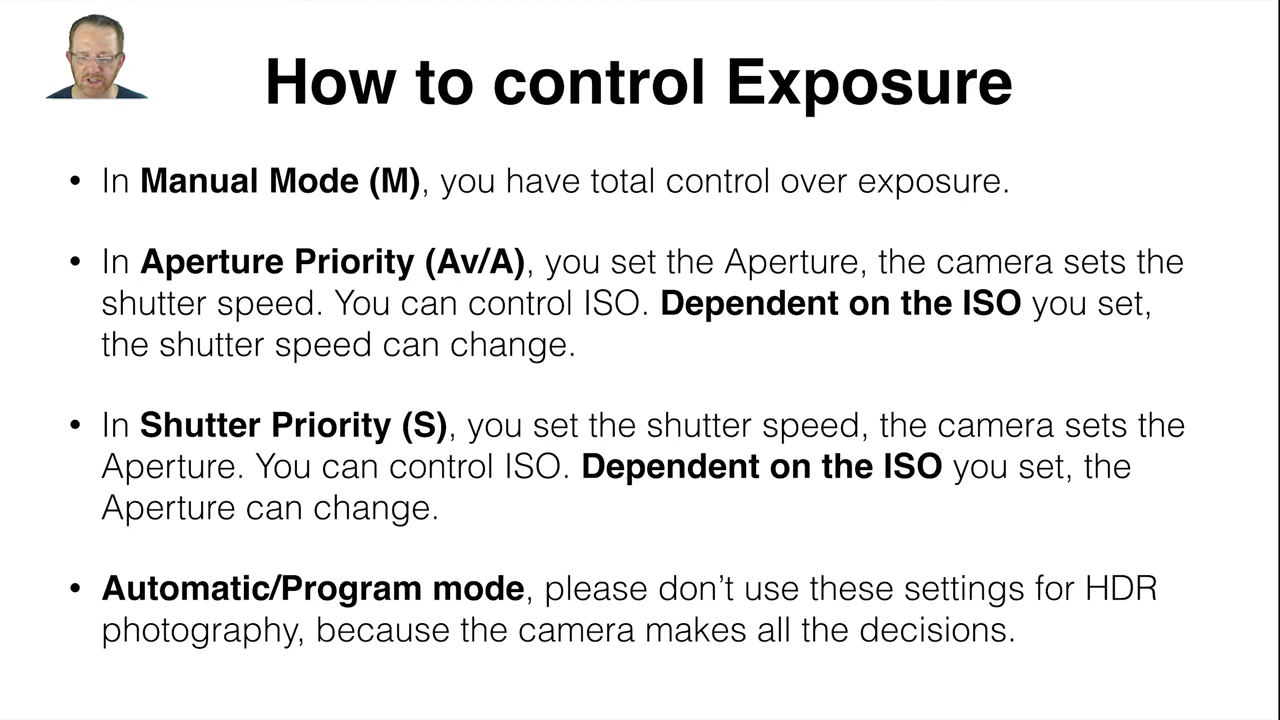 How to control Exposure
• In Manual Mode (M), you have total control over exposure.
• In Aperture Priority (Av/A), you set the Aperture, the camera sets the
shutter speed. You can control ISO. Dependent on the ISO you set,
the shutter speed can change.
• In Shutter Priority (S), you set the shutter speed, the camera sets the
Aperture. You can control ISO. Dependent on the ISO you set, the
Aperture can change.
• Automatic/Program mode, please don’t use these settings for HDR
photography, because the camera makes all the decisions.